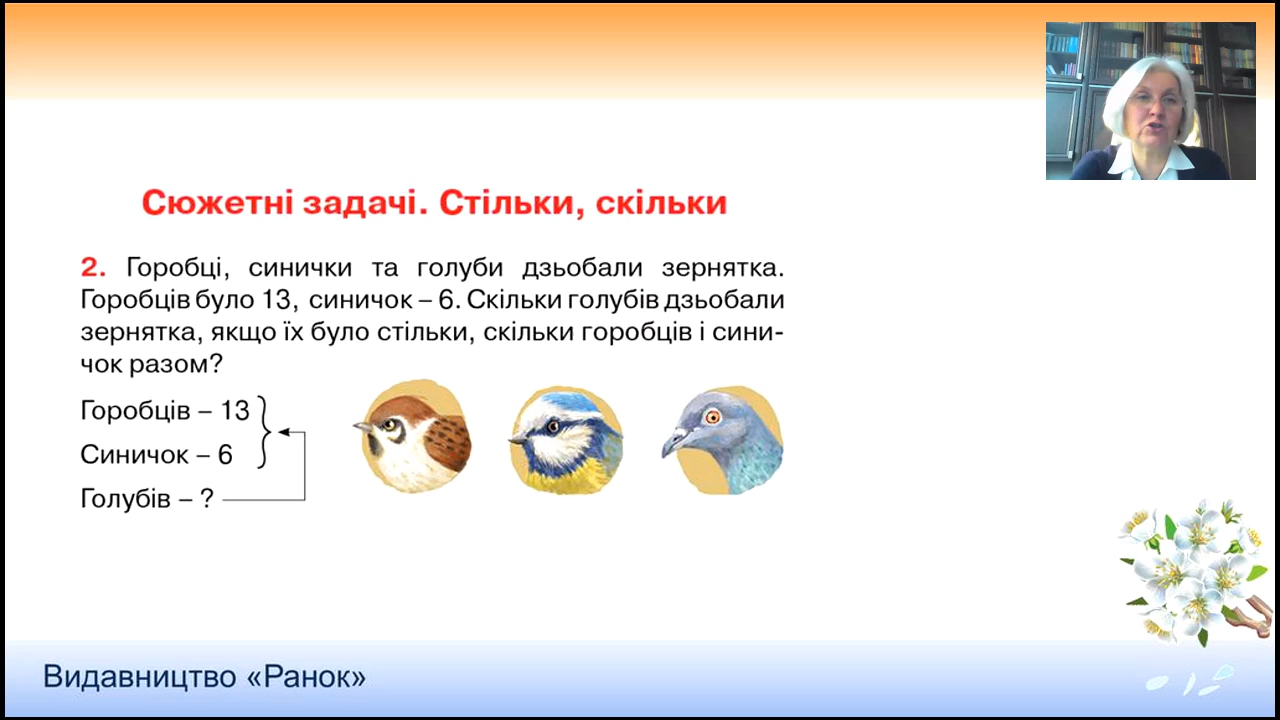 Сюжетні задачі. Стільки, скільки
2. Горобці, синички та голуби дзьобали зернятка.
Горобців було 13, синичок – 6. Скільки голубів дзьобали
зернятка, якщо їх було стільки, скільки горобців і сини-
чок разом?
Горобців – 13
Синичок – 6
Голубів – ?
Видавництво «Ранок»